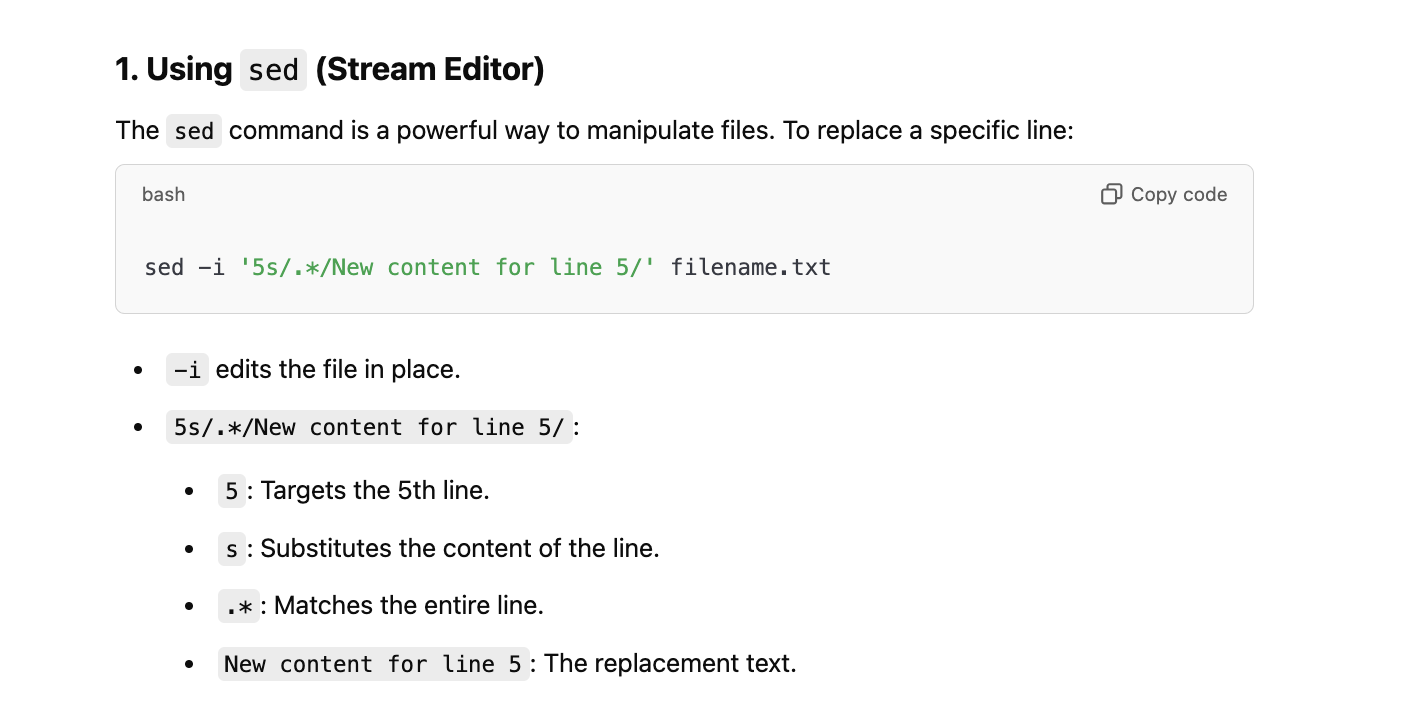 1. Using sed (Stream Editor)
The sed command is a powerful way to manipulate files. To replace a specific line:
bash
Copy code
sed -i '5s/.*/New content for line 5/' filename.txt
• -i edits the file in place.
• 5s/.*/New content for line 5/ :
• 5 : Targets the 5th line.
• s : Substitutes the content of the line.
• .* : Matches the entire line.
• New content for line 5 : The replacement text.